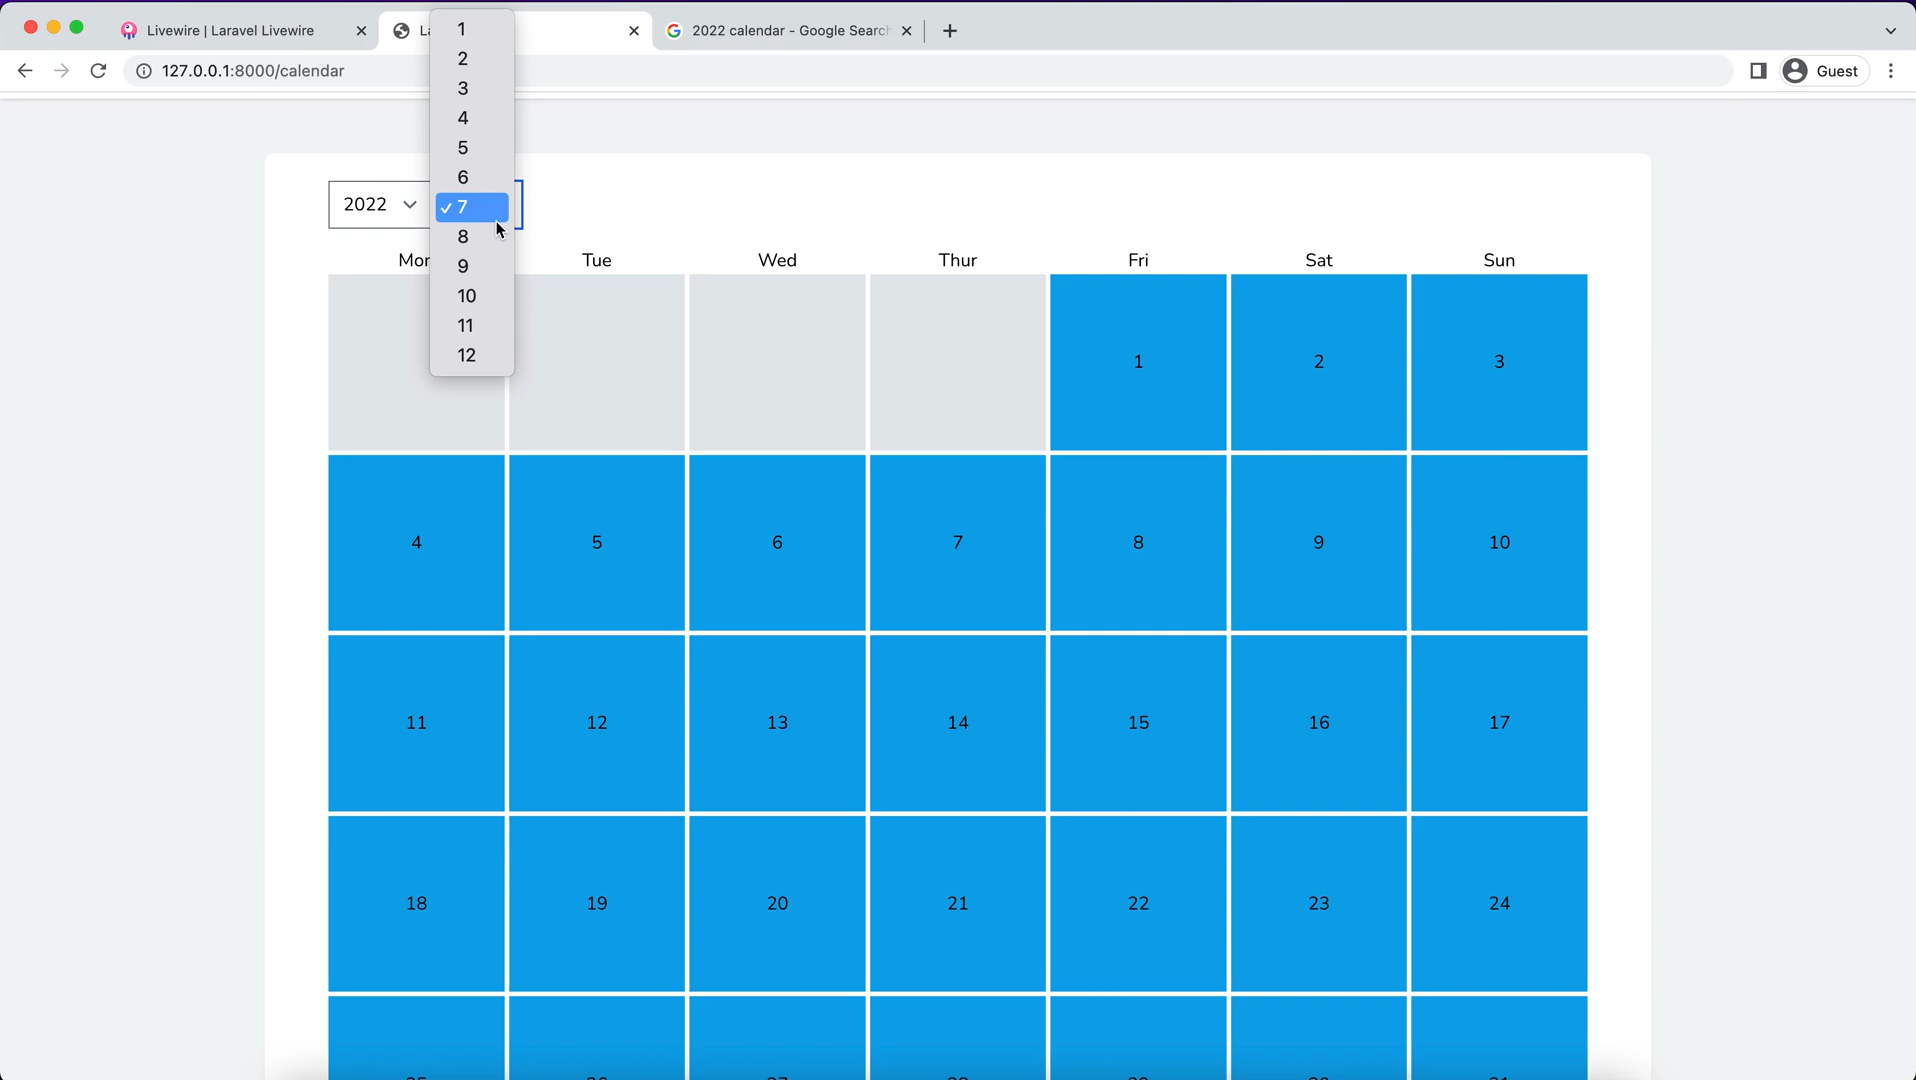 Livewire | Laravel Livewire
La
2022 calendar - Google Search
127.0.0.1:8000/calendar
Guest
1
2
3
4
5
6
7
8
9
10
11
12
2022
Mon Tue Wed Thur Fri Sat Sun
1 2 3
4 5 6 7 8 9 10
11 12 13 14 15 16 17
18 19 20 21 22 23 24